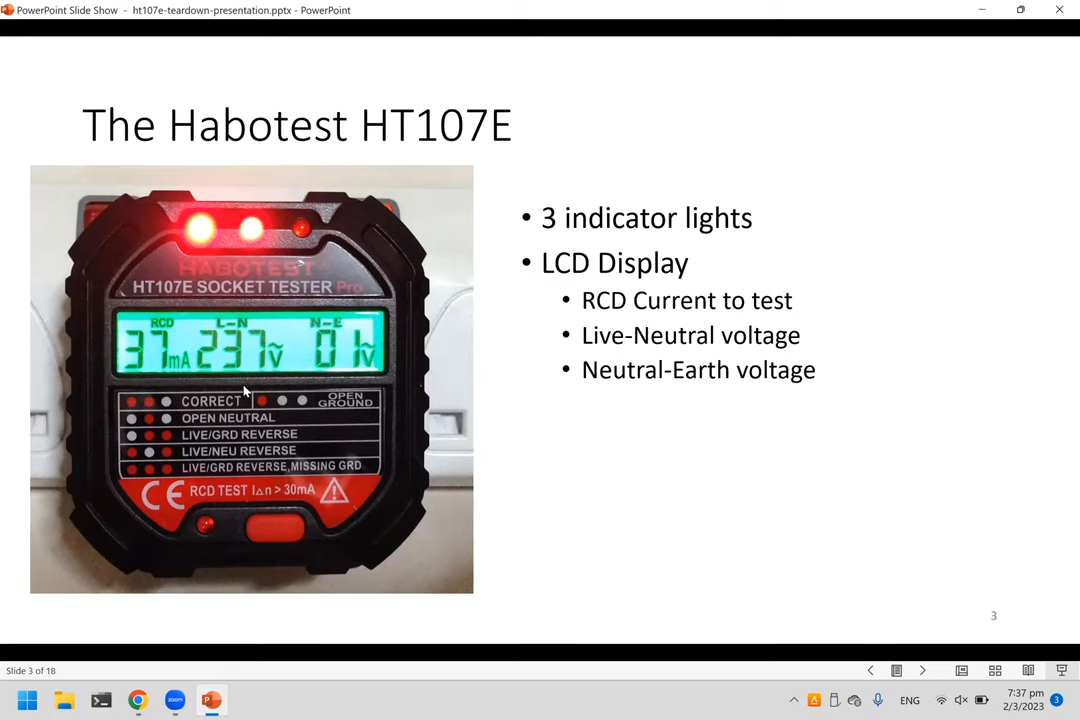 PowerPoint Slide Show - ht107e-teardown-presentation.pptx - PowerPoint
The Habotest HT107E
HABOTEST
HT107E SOCKET TESTER Pro
RCD L-N N-E
37mA 237V 01V
CORRECT OPEN GROUND
OPEN NEUTRAL
LIVE/GRD REVERSE
LIVE/NEU REVERSE
LIVE/GRD REVERSE,MISSING GRD
CE RCD TEST I△n > 30mA
• 3 indicator lights
• LCD Display
• RCD Current to test
• Live-Neutral voltage
• Neutral-Earth voltage
3
Slide 3 of 18
zoom
ENG
7:37 pm
2/3/2023
3